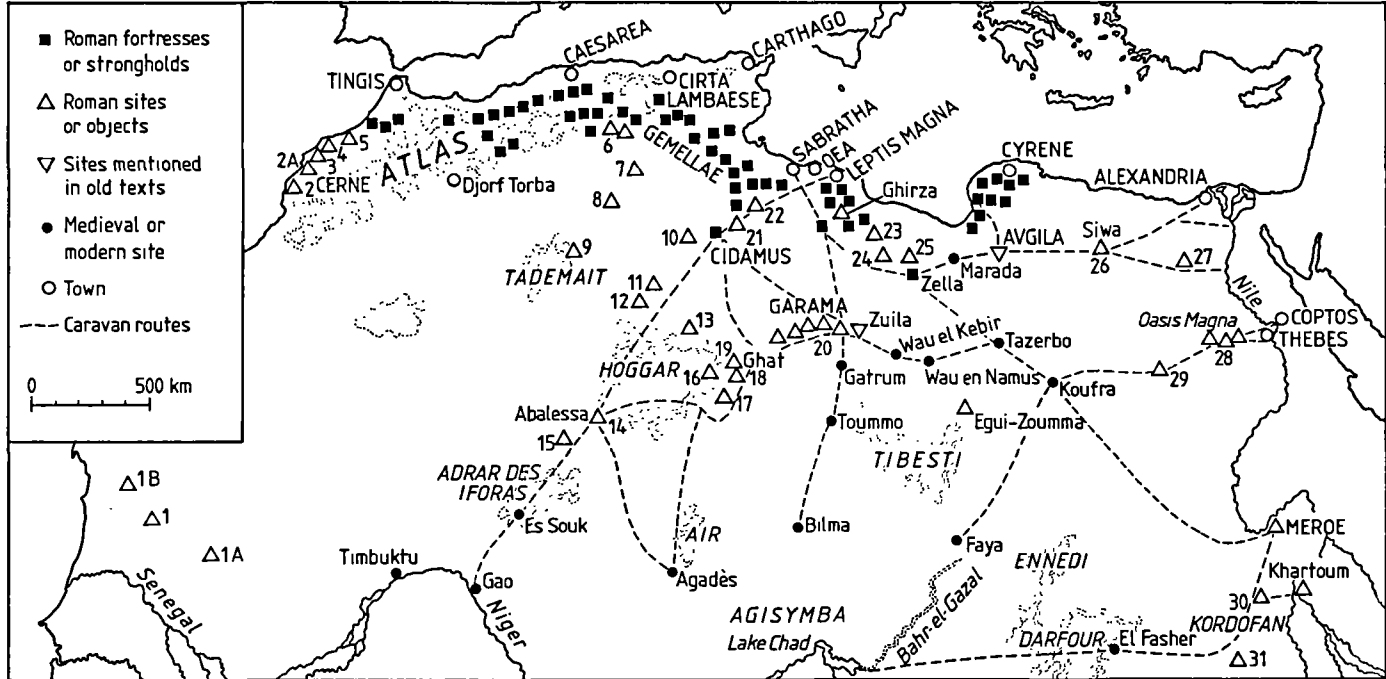 Roman fortresses
or strongholds
Roman sites
or objects
Sites mentioned
in old texts
Medieval or
modern site
Town
Caravan routes
0 500 km
TINGIS
CAESAREA
CARTHAGO
CIRTA
LAMBAESE
ATLAS
GEMELLAE
SABRATHA
OEA
LEPTIS MAGNA
CYRENE
ALEXANDRIA
2A
2
3
4
5
CERNE
Djorf Torba
6
7
8
9
10
TADEMAIT
Ghirza
22
21
CIDAMUS
23
24
25
Zella
Marada
AVGILA
Siwa
26
27
Nile
11
12
13
GARAMA
20
Zuila
Wau el Kebir
Wau en Namus
Tazerbo
Oasis Magna
28
COPTOS
THEBES
29
HOGGAR
19
Ghat
16
18
17
Gatrum
Koufra
Abalessa
14
15
Toummo
Egui-Zoumma
TIBESTI
ADRAR DES
IFORAS
Es Souk
1B
1
1A
AIR
Bilma
Faya
MEROE
Senegal
Timbuktu
Gao
Niger
Agadès
AGISYMBA
Lake Chad
Bahr-el-Gazal
ENNEDI
DARFOUR
El Fasher
Khartoum
30
KORDOFAN
31